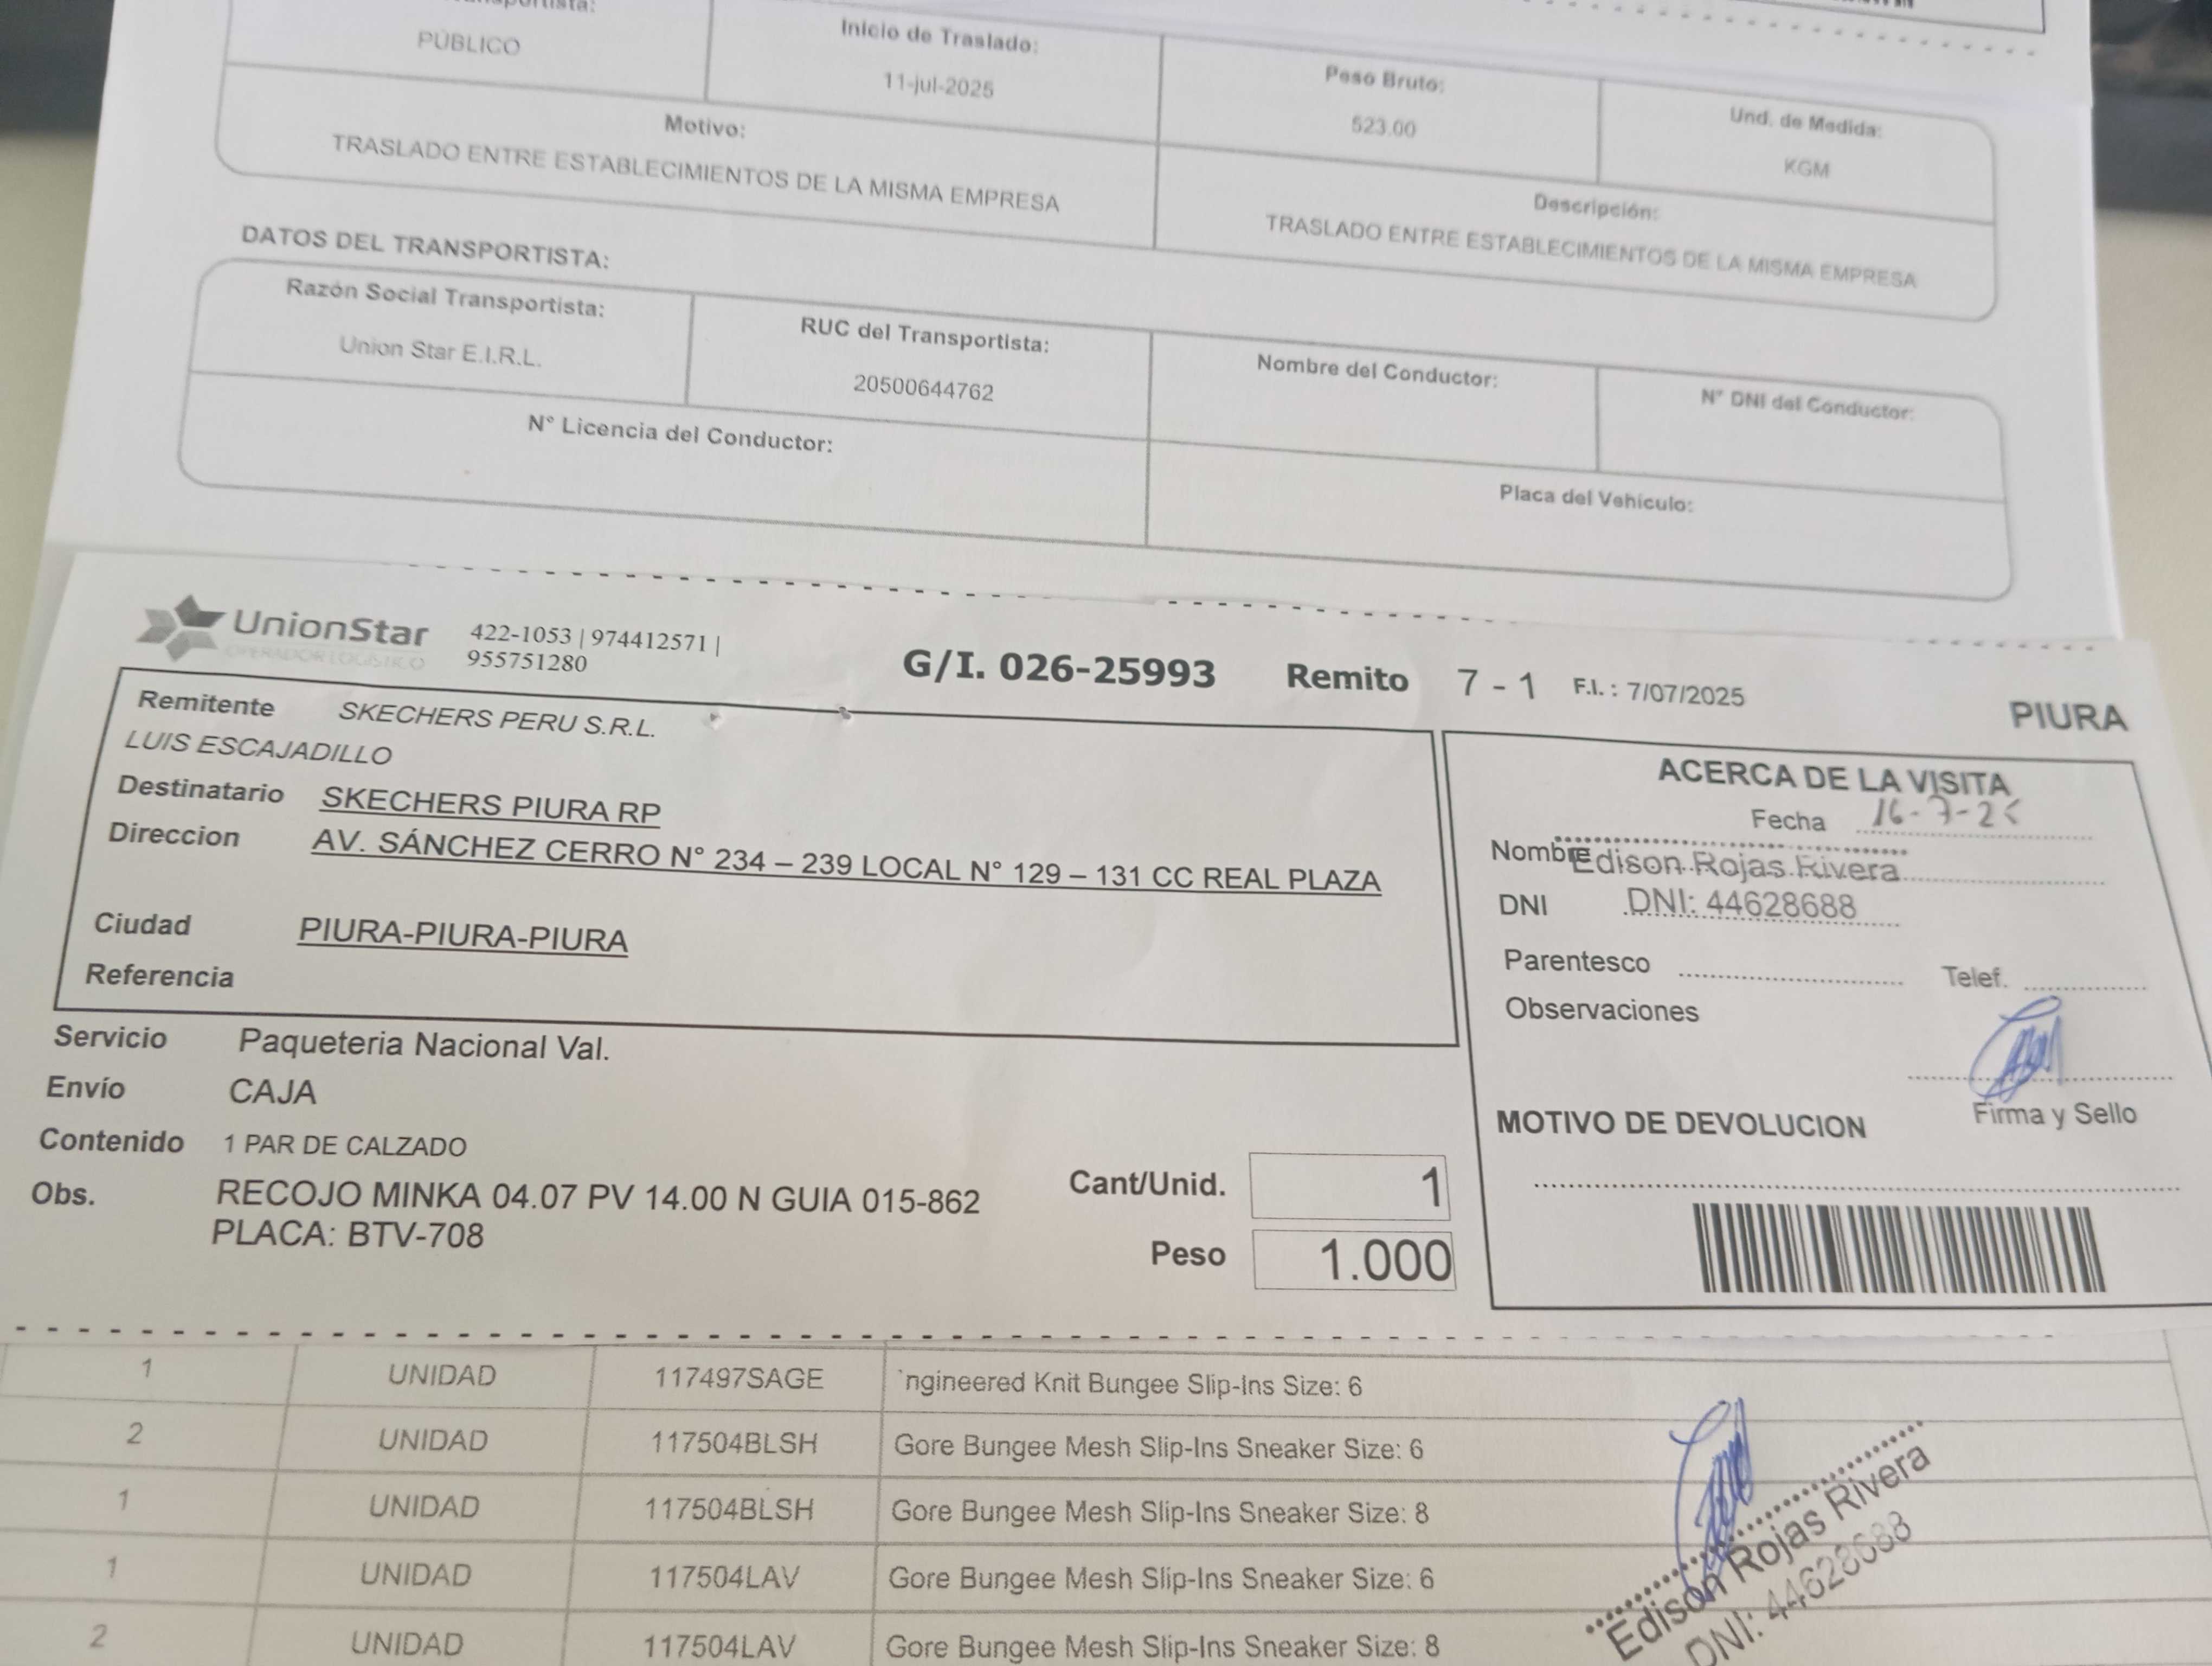 PÚBLICO
Inicio de Traslado:
11-jul-2025
Peso Bruto:
523.00
Und. de Medida:
KGM
Motivo:
TRASLADO ENTRE ESTABLECIMIENTOS DE LA MISMA EMPRESA
Descripción:
TRASLADO ENTRE ESTABLECIMIENTOS DE LA MISMA EMPRESA
DATOS DEL TRANSPORTISTA:
Razón Social Transportista:
Union Star E.I.R.L.
RUC del Transportista:
20500644762
Nombre del Conductor:
N° DNI del Conductor:
N° Licencia del Conductor:
Placa del Vehículo:
UnionStar
OPERADOR LOGÍSTICO
422-1053 | 974412571 |
955751280
G/I. 026-25993 Remito 7 - 1 F.I. : 7/07/2025
PIURA
Remitente SKECHERS PERU S.R.L.
LUIS ESCAJADILLO
Destinatario SKECHERS PIURA RP
Direccion AV. SÁNCHEZ CERRO N° 234 – 239 LOCAL N° 129 – 131 CC REAL PLAZA
Ciudad PIURA-PIURA-PIURA
Referencia
Servicio Paqueteria Nacional Val.
Envío CAJA
Contenido 1 PAR DE CALZADO
Obs. RECOJO MINKA 04.07 PV 14.00 N GUIA 015-862
PLACA: BTV-708
Cant/Unid. 1
Peso 1.000
ACERCA DE LA VISITA
Fecha 16-7-25
Nombre Edison Rojas Rivera
DNI DNI: 44628688
Parentesco Telef.
Observaciones
Firma y Sello
MOTIVO DE DEVOLUCION
1 UNIDAD 117497SAGE ngineered Knit Bungee Slip-Ins Size: 6
2 UNIDAD 117504BLSH Gore Bungee Mesh Slip-Ins Sneaker Size: 6
1 UNIDAD 117504BLSH Gore Bungee Mesh Slip-Ins Sneaker Size: 8
1 UNIDAD 117504LAV Gore Bungee Mesh Slip-Ins Sneaker Size: 6
2 UNIDAD 117504LAV Gore Bungee Mesh Slip-Ins Sneaker Size: 8
Edison Rojas Rivera
DNI: 44628688